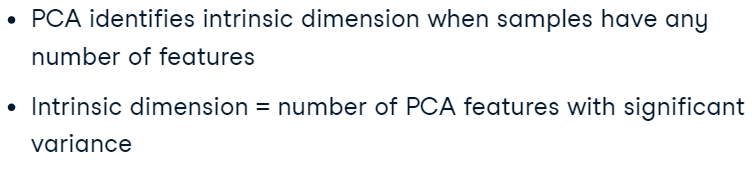 • PCA identifies intrinsic dimension when samples have any
number of features
• Intrinsic dimension = number of PCA features with significant
variance